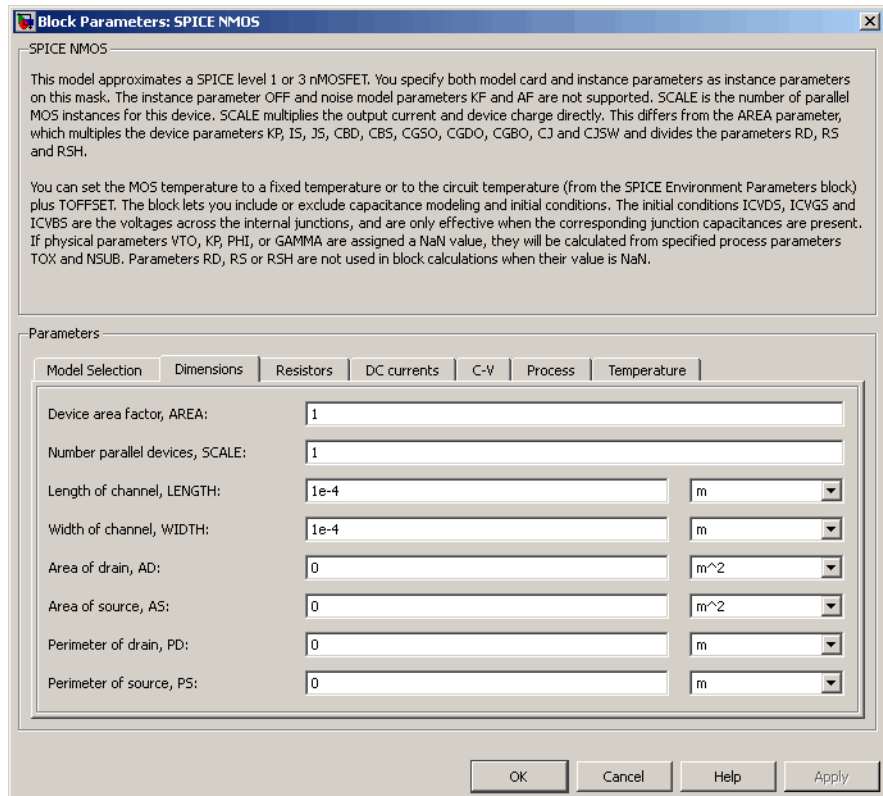 Block Parameters: SPICE NMOS
SPICE NMOS
This model approximates a SPICE level 1 or 3 nMOSFET. You specify both model card and instance parameters as instance parameters
on this mask. The instance parameter OFF and noise model parameters KF and AF are not supported. SCALE is the number of parallel
MOS instances for this device. SCALE multiplies the output current and device charge directly. This differs from the AREA parameter,
which multiples the device parameters KP, IS, JS, CBD, CBS, CGSO, CGDO, CGBO, CJ and CJSW and divides the parameters RD, RS
and RSH.
You can set the MOS temperature to a fixed temperature or to the circuit temperature (from the SPICE Environment Parameters block)
plus TOFFSET. The block lets you include or exclude capacitance modeling and initial conditions. The initial conditions ICVDS, ICVGS and
ICVBS are the voltages across the internal junctions, and are only effective when the corresponding junction capacitances are present.
If physical parameters VTO, KP, PHI, or GAMMA are assigned a NaN value, they will be calculated from specified process parameters
TOX and NSUB. Parameters RD, RS or RSH are not used in block calculations when their value is NaN.
Parameters
Model Selection Dimensions Resistors DC currents C-V Process Temperature
Device area factor, AREA: 1
Number parallel devices, SCALE: 1
Length of channel, LENGTH: 1e-4 m
Width of channel, WIDTH: 1e-4 m
Area of drain, AD: 0 m^2
Area of source, AS: 0 m^2
Perimeter of drain, PD: 0 m
Perimeter of source, PS: 0 m
OK Cancel Help Apply